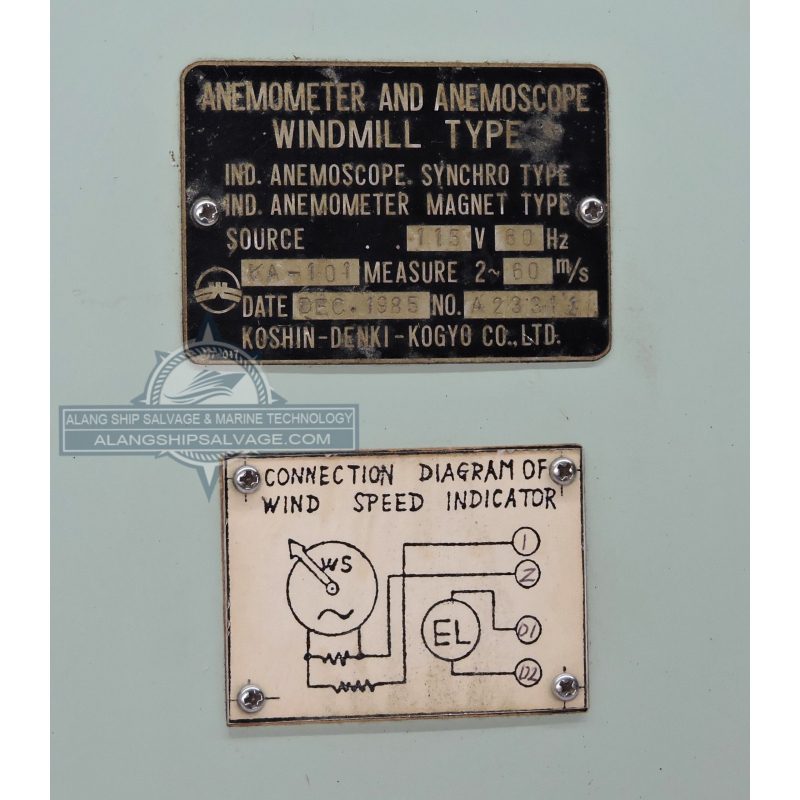 ANEMOMETER AND ANEMOSCOPE
WINDMILL TYPE
IND. ANEMOSCOPE. SYNCHRO TYPE
IND. ANEMOMETER MAGNET TYPE
SOURCE . . 115 V 60 Hz
KA-101 MEASURE 2~60 m/s
DATE DEC. 1985 NO.
KOSHIN-DENKI-KOGYO CO., LTD.
ALANG SHIP SALVAGE & MARINE TECHNOLOGY
ALANGSHIPSALVAGE.COM
CONNECTION DIAGRAM OF
WIND SPEED INDICATOR
WS
1
2
EL
D1
D2